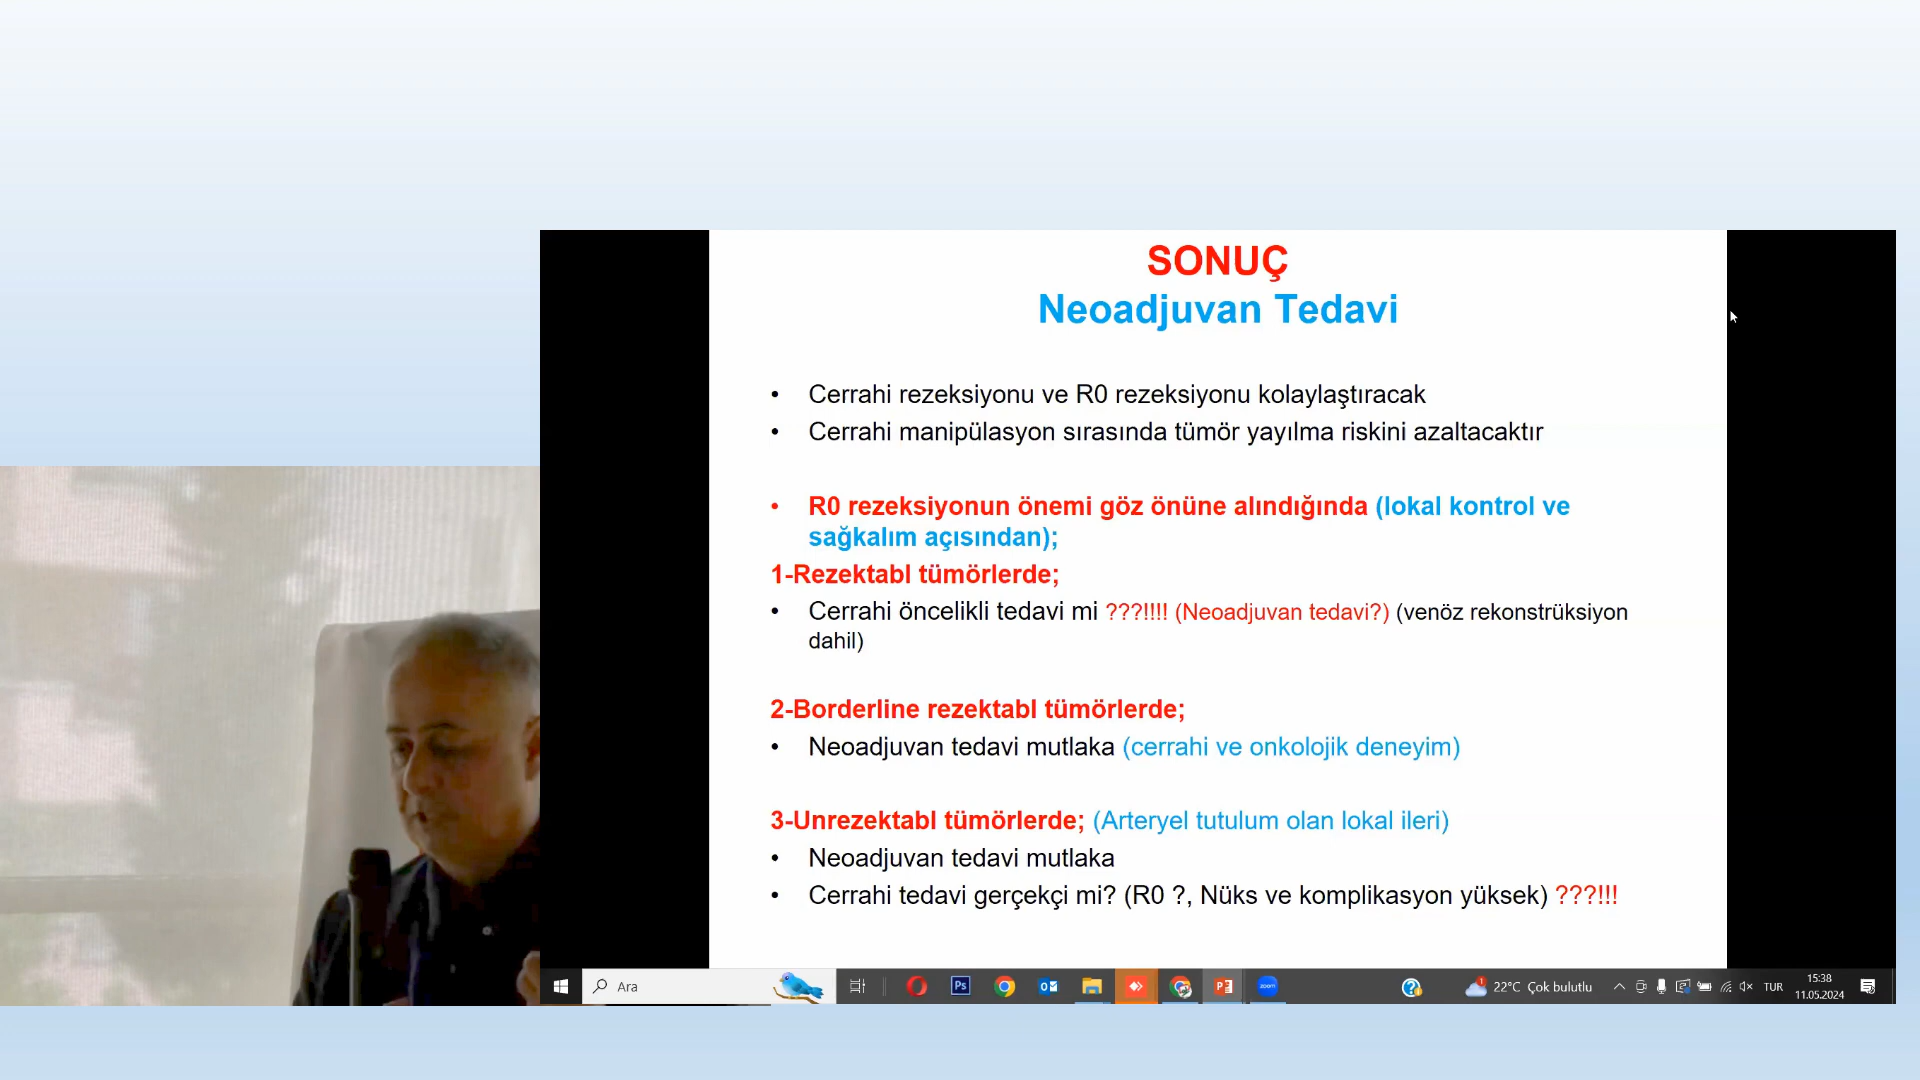 SONUÇ
Neoadjuvan Tedavi
• Cerrahi rezeksiyonu ve R0 rezeksiyonu kolaylaştıracak
• Cerrahi manipülasyon sırasında tümör yayılma riskini azaltacaktır
• R0 rezeksiyonun önemi göz önüne alındığında (lokal kontrol ve
sağkalım açısından);
1-Rezektabl tümörlerde;
• Cerrahi öncelikli tedavi mi ???!!!! (Neoadjuvan tedavi?) (venöz rekonstrüksiyon
dahil)
2-Borderline rezektabl tümörlerde;
• Neoadjuvan tedavi mutlaka (cerrahi ve onkolojik deneyim)
3-Unrezektabl tümörlerde; (Arteryel tutulum olan lokal ileri)
• Neoadjuvan tedavi mutlaka
• Cerrahi tedavi gerçekçi mi? (R0 ?, Nüks ve komplikasyon yüksek) ???!!!
Ara
Ps
zoom
22°C Çok bulutlu
TUR
15:38
11.05.2024